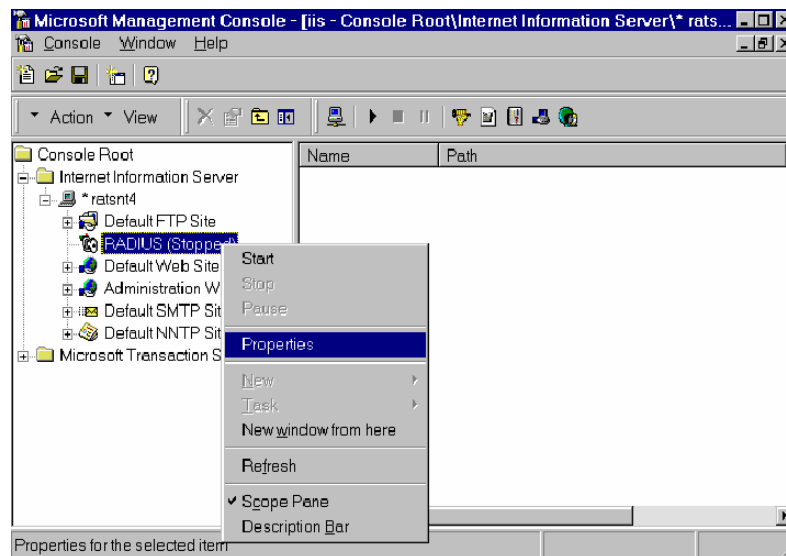 Microsoft Management Console - [iis - Console Root\Internet Information Server\* rats...
Console Window Help
Action View
Console Root
Internet Information Server
* ratsnt4
Default FTP Site
RADIUS (Stopped)
Default Web Site
Administration W
Default SMTP Sit
Default NNTP Sit
Microsoft Transaction S
Name Path
Start
Stop
Pause
Properties
New
Task
New window from here
Refresh
Scope Pane
Description Bar
Properties for the selected item